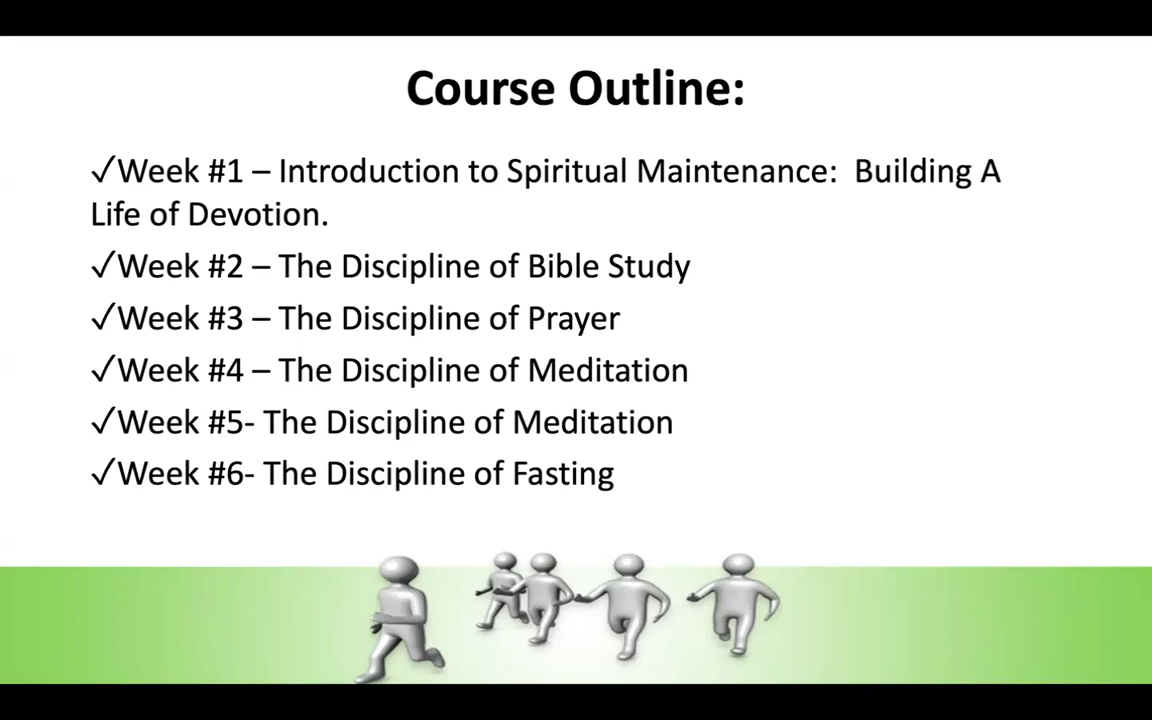 Course Outline:
✓Week #1 – Introduction to Spiritual Maintenance:  Building A
Life of Devotion.
✓Week #2 – The Discipline of Bible Study
✓Week #3 – The Discipline of Prayer
✓Week #4 – The Discipline of Meditation
✓Week #5- The Discipline of Meditation
✓Week #6- The Discipline of Fasting